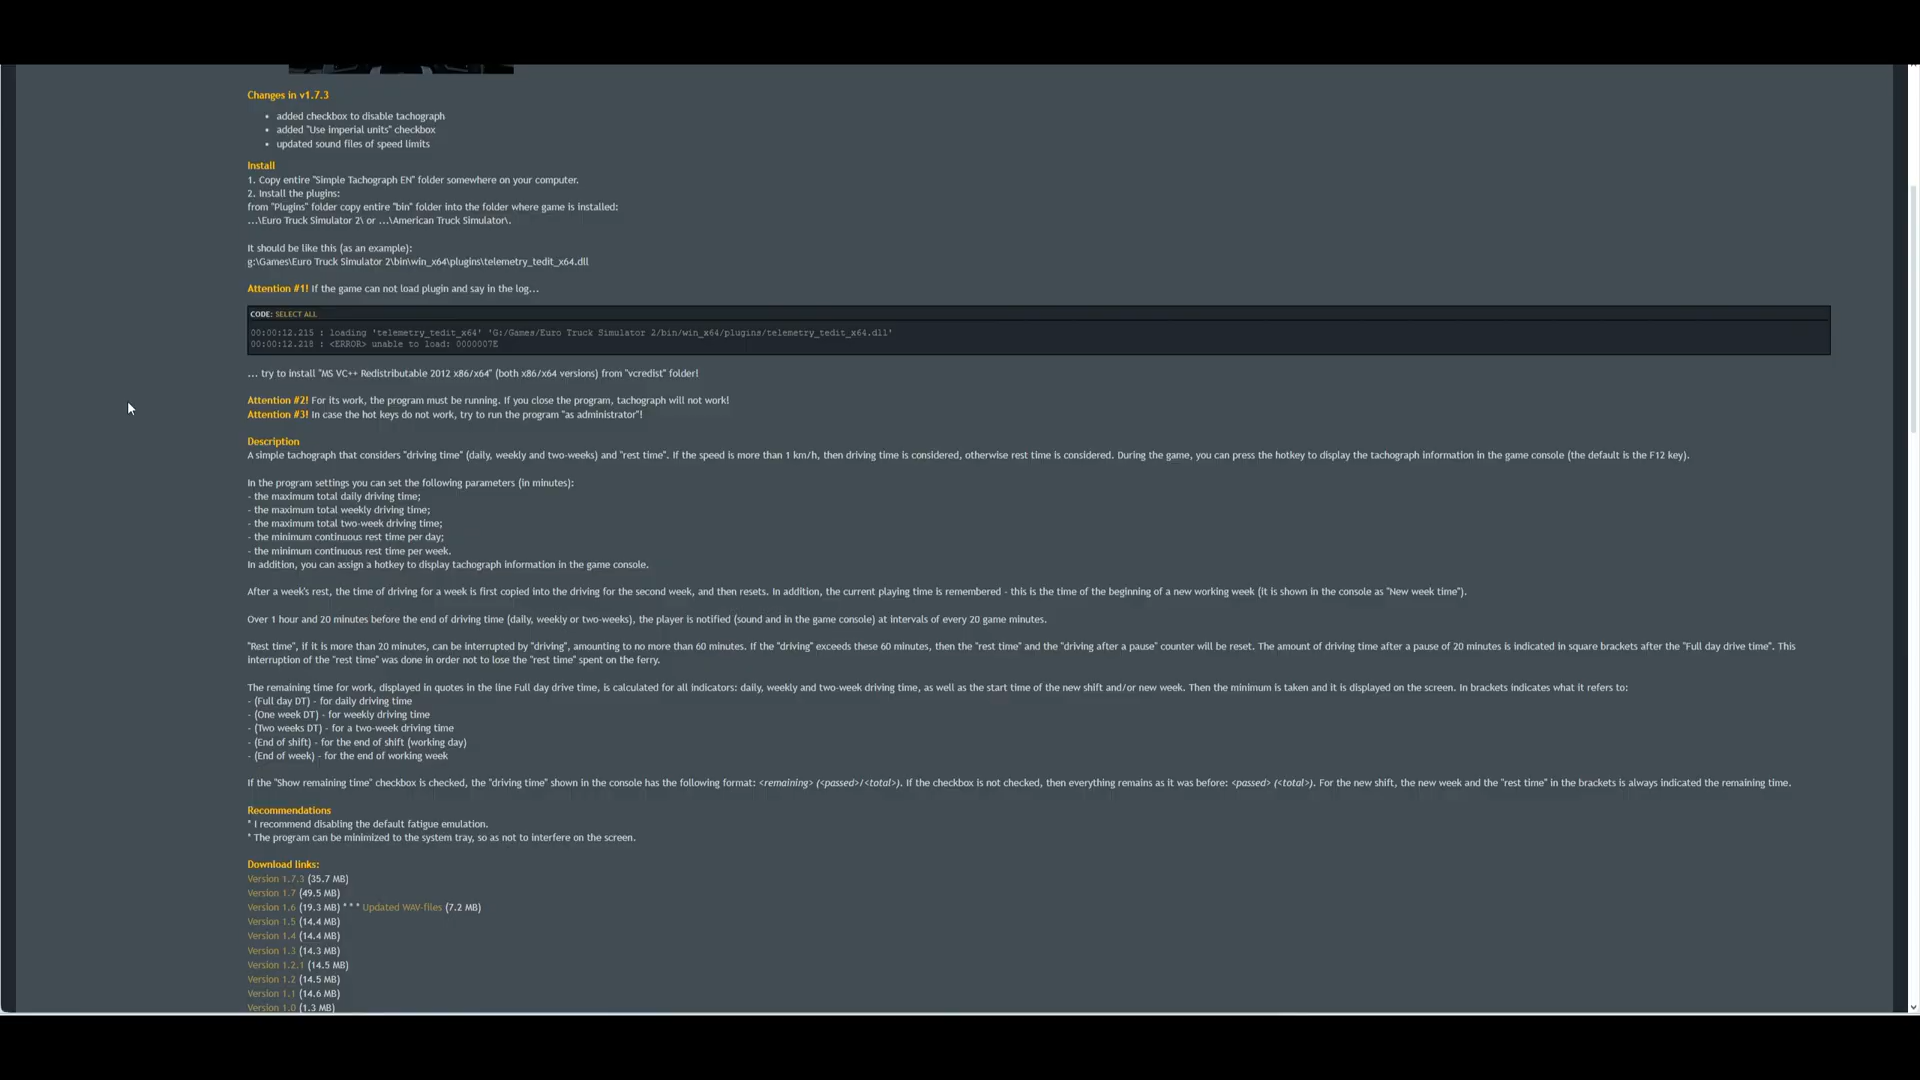 Changes in v1.7.3
• added checkbox to disable tachograph
• added "Use imperial units" checkbox
• updated sound files of speed limits
Install
1. Copy entire "Simple Tachograph EN" folder somewhere on your computer.
2. Install the plugins:
from "Plugins" folder copy entire "bin" folder into the folder where game is installed:
...\Euro Truck Simulator 2\ or ...\American Truck Simulator\.
It should be like this (as an example):
g:\Games\Euro Truck Simulator 2\bin\win_x64\plugins\telemetry_tedit_x64.dll
Attention #1! If the game can not load plugin and say in the log...
CODE: SELECT ALL
00:00:12.215 : loading 'telemetry_tedit_x64' 'G:/Games/Euro Truck Simulator 2/bin/win_x64/plugins/telemetry_tedit_x64.dll'
00:00:12.218 : <ERROR> unable to load: 0000007E
... try to install "MS VC++ Redistributable 2012 x86/x64" (both x86/x64 versions) from "vcredist" folder!
Attention #2! For its work, the program must be running. If you close the program, tachograph will not work!
Attention #3! In case the hot keys do not work, try to run the program "as administrator"!
Description
A simple tachograph that considers "driving time" (daily, weekly and two-weeks) and "rest time". If the speed is more than 1 km/h, then driving time is considered, otherwise rest time is considered. During the game, you can press the hotkey to display the tachograph information in the game console (the default is the F12 key).
In the program settings you can set the following parameters (in minutes):
- the maximum total daily driving time;
- the maximum total weekly driving time;
- the maximum total two-week driving time;
- the minimum continuous rest time per day;
- the minimum continuous rest time per week.
In addition, you can assign a hotkey to display tachograph information in the game console.
After a week's rest, the time of driving for a week is first copied into the driving for the second week, and then resets. In addition, the current playing time is remembered - this is the time of the beginning of a new working week (it is shown in the console as "New week time").
Over 1 hour and 20 minutes before the end of driving time (daily, weekly or two-weeks), the player is notified (sound and in the game console) at intervals of every 20 game minutes.
"Rest time", if it is more than 20 minutes, can be interrupted by "driving", amounting to no more than 60 minutes. If the "driving" exceeds these 60 minutes, then the "rest time" and the "driving after a pause" counter will be reset. The amount of driving time after a pause of 20 minutes is indicated in square brackets after the "Full day drive time". This
interruption of the "rest time" was done in order not to lose the "rest time" spent on the ferry.
The remaining time for work, displayed in quotes in the line Full day drive time, is calculated for all indicators: daily, weekly and two-week driving time, as well as the start time of the new shift and/or new week. Then the minimum is taken and it is displayed on the screen. In brackets indicates what it refers to:
- (Full day DT) - for daily driving time
- (One week DT) - for weekly driving time
- (Two weeks DT) - for a two-week driving time
- (End of shift) - for the end of shift (working day)
- (End of week) - for the end of working week
If the "Show remaining time" checkbox is checked, the "driving time" shown in the console has the following format: <remaining> (<passed>/<total>). If the checkbox is not checked, then everything remains as it was before: <passed> (<total>). For the new shift, the new week and the "rest time" in the brackets is always indicated the remaining time.
Recommendations
* I recommend disabling the default fatigue emulation.
* The program can be minimized to the system tray, so as not to interfere on the screen.
Download links:
Version 1.7.3 (35.7 MB)
Version 1.7 (49.5 MB)
Version 1.6 (19.3 MB) * * * Updated WAV-files (7.2 MB)
Version 1.5 (14.4 MB)
Version 1.4 (14.4 MB)
Version 1.3 (14.3 MB)
Version 1.2.1 (14.5 MB)
Version 1.2 (14.5 MB)
Version 1.1 (14.6 MB)
Version 1.0 (1.3 MB)